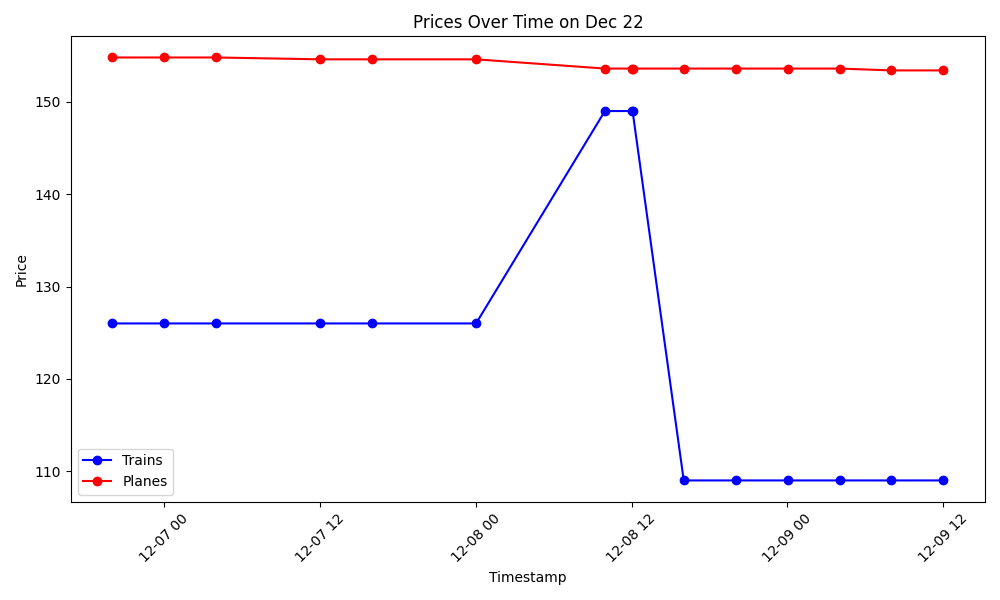 Prices Over Time on Dec 22
Price
150
140
130
120
110
Trains
Planes
12-07 00
12-07 12
12-08 00
12-08 12
12-09 00
12-09 12
Timestamp